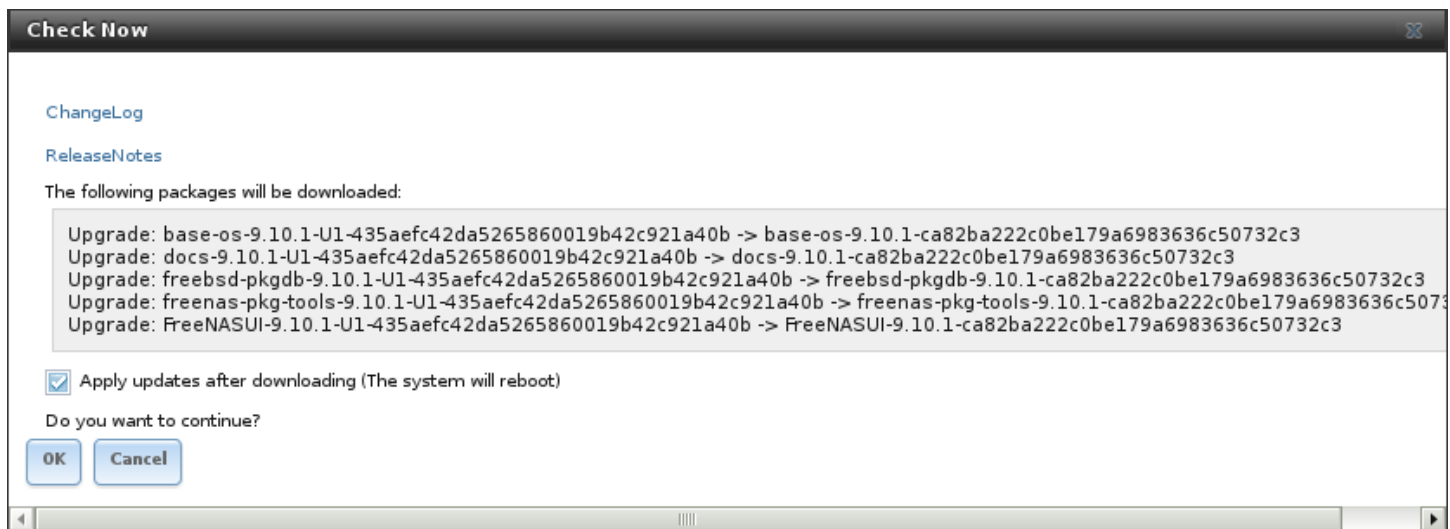 Check Now
ChangeLog
ReleaseNotes
The following packages will be downloaded:
Upgrade: base-os-9.10.1-U1-435aefc42da5265860019b42c921a40b -> base-os-9.10.1-ca82ba222c0be179a6983636c50732c3
Upgrade: docs-9.10.1-U1-435aefc42da5265860019b42c921a40b -> docs-9.10.1-ca82ba222c0be179a6983636c50732c3
Upgrade: freebsd-pkgdb-9.10.1-U1-435aefc42da5265860019b42c921a40b -> freebsd-pkgdb-9.10.1-ca82ba222c0be179a6983636c50732c3
Upgrade: freenas-pkg-tools-9.10.1-U1-435aefc42da5265860019b42c921a40b -> freenas-pkg-tools-9.10.1-ca82ba222c0be179a6983636c5073
Upgrade: FreeNASUI-9.10.1-U1-435aefc42da5265860019b42c921a40b -> FreeNASUI-9.10.1-ca82ba222c0be179a6983636c50732c3
Apply updates after downloading (The system will reboot)
Do you want to continue?
OK Cancel